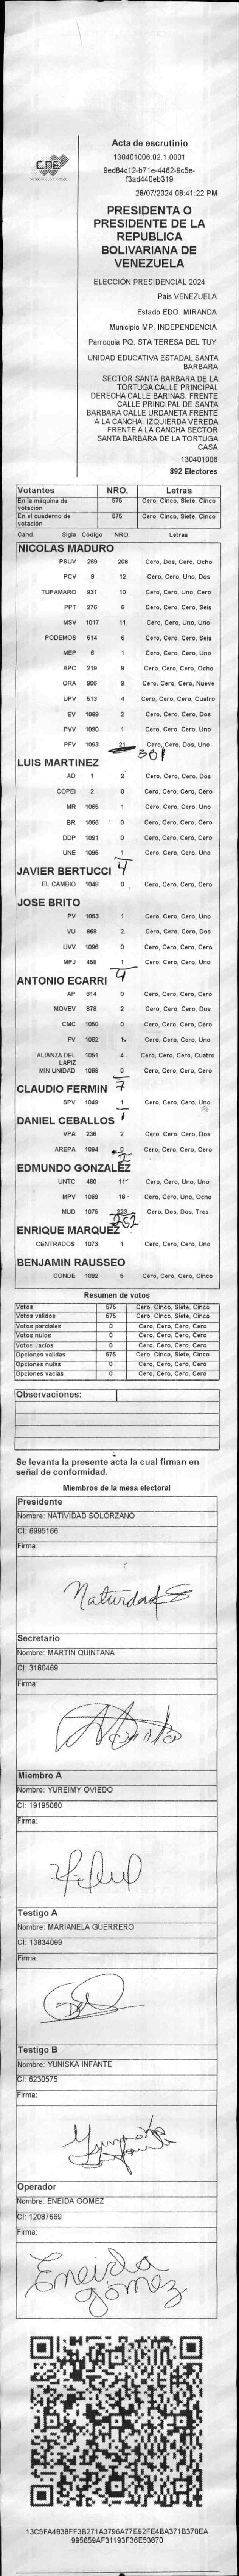 CNE
Acta de escrutinio
130401006.02.1.0001
9ed84c12-b71e-4462-9c5e-
f3ad440eb319
28/07/2024 08:41:22 PM
PRESIDENTA O
PRESIDENTE DE LA
REPUBLICA
BOLIVARIANA DE
VENEZUELA
ELECCIÓN PRESIDENCIAL 2024
Pais VENEZUELA
Estado EDO. MIRANDA
Municipio MP. INDEPENDENCIA
Parroquia PQ. STA TERESA DEL TUY
UNIDAD EDUCATIVA ESTADAL SANTA
BARBARA
SECTOR SANTA BARBARA DE LA
TORTUGA CALLE PRINCIPAL
DERECHA CALLE BARINAS. FRENTE
CALLE PRINCIPAL DE SANTA
BARBARA CALLE URDANETA FRENTE
A LA CANCHA. IZQUIERDA VEREDA
FRENTE A LA CANCHA SECTOR
SANTA BARBARA DE LA TORTUGA
CASA
130401006
892 Electores
Votantes NRO. Letras
En la máquina de votación 575 Cero, Cinco, Siete, Cinco
En el cuaderno de votación 575 Cero, Cinco, Siete, Cinco
Cand Sigla Código NRO. Letras
NICOLAS MADURO
PSUV 269 208 Cero, Dos, Cero, Ocho
PCV 9 12 Cero, Cero, Uno, Dos
TUPAMARO 931 10 Cero, Cero, Uno, Cero
PPT 276 6 Cero, Cero, Cero, Seis
MSV 1017 11 Cero, Cero, Uno, Uno
PODEMOS 514 6 Cero, Cero, Cero, Seis
MEP 6 1 Cero, Cero, Cero, Uno
APC 219 8 Cero, Cero, Cero, Ocho
ORA 906 9 Cero, Cero, Cero, Nueve
UPV 513 4 Cero, Cero, Cero, Cuatro
EV 1089 2 Cero, Cero, Cero, Dos
PVV 1090 1 Cero, Cero, Cero, Uno
PFV 1093 21 Cero, Cero, Dos, Uno
301
LUIS MARTINEZ
AD 1 2 Cero, Cero, Cero, Dos
COPEI 2 0 Cero, Cero, Cero, Cero
MR 1065 1 Cero, Cero, Cero, Uno
BR 1066 0 Cero, Cero, Cero, Cero
DDP 1091 0 Cero, Cero, Cero, Cero
UNE 1095 1 Cero, Cero, Cero, Uno
4
JAVIER BERTUCCI
EL CAMBIO 1048 0 Cero, Cero, Cero, Cero
JOSE BRITO
PV 1053 1 Cero, Cero, Cero, Uno
VU 968 2 Cero, Cero, Cero, Dos
UVV 1096 0 Cero, Cero, Cero, Cero
MPJ 458 1 Cero, Cero, Cero, Uno
4
ANTONIO ECARRI
AP 814 0 Cero, Cero, Cero, Cero
MOVEV 878 2 Cero, Cero, Cero, Dos
CMC 1050 0 Cero, Cero, Cero, Cero
FV 1062 1 Cero, Cero, Cero, Uno
ALIANZA DEL LAPIZ 1051 4 Cero, Cero, Cero, Cuatro
MIN UNIDAD 1068 0 Cero, Cero, Cero, Cero
7
CLAUDIO FERMIN
SPV 1049 1 Cero, Cero, Cero, Uno
1
DANIEL CEBALLOS
VPA 236 2 Cero, Cero, Cero, Dos
AREPA 1094 0 Cero, Cero, Cero, Cero
2
EDMUNDO GONZALEZ
UNTC 460 11 Cero, Cero, Uno, Uno
MPV 1069 18 Cero, Cero, Uno, Ocho
MUD 1075 223 Cero, Dos, Dos, Tres
252
ENRIQUE MARQUEZ
CENTRADOS 1073 1 Cero, Cero, Cero, Uno
BENJAMIN RAUSSEO
CONDE 1092 5 Cero, Cero, Cero, Cinco
Resumen de votos
Votos 575 Cero, Cinco, Siete, Cinco
Votos validos 575 Cero, Cinco, Siete, Cinco
Votos parciales 0 Cero, Cero, Cero, Cero
Votos nulos 0 Cero, Cero, Cero, Cero
Votos vacios 0 Cero, Cero, Cero, Cero
Opciones validas 575 Cero, Cinco, Siete, Cinco
Opciones nulas 0 Cero, Cero, Cero, Cero
Opciones vacias 0 Cero, Cero, Cero, Cero
Observaciones:
Se levanta la presente acta la cual firman en
señal de conformidad.
Miembros de la mesa electoral
Presidente
Nombre: NATIVIDAD SOLORZANO
CI: 6995166
Firma:
Natividad S
Secretario
Nombre: MARTIN QUINTANA
CI: 3180469
Firma:
Miembro A
Nombre: YUREIMY OVIEDO
CI: 19195080
Firma:
Testigo A
Nombre: MARIANELA GUERRERO
CI: 13834099
Firma:
Testigo B
Nombre: YUNISKA INFANTE
CI: 6230575
Firma:
Yuniska Infante
Operador
Nombre: ENEIDA GOMEZ
CI: 12087669
Firma:
Eneida
gómez
13C5FA4838FF3B271A3796A77E92FE4BA371B370EA
995659AF31193F36E53870